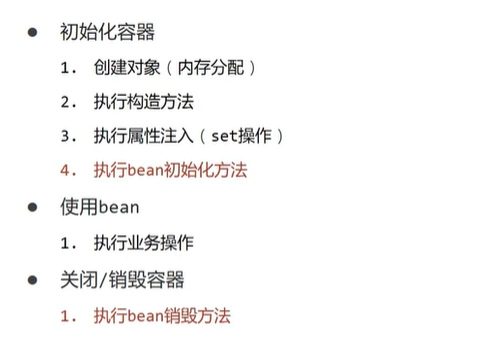 ● 初始化容器
1. 创建对象（内存分配）
2. 执行构造方法
3. 执行属性注入（set操作）
4. 执行bean初始化方法
● 使用bean
1. 执行业务操作
● 关闭/销毁容器
1. 执行bean销毁方法